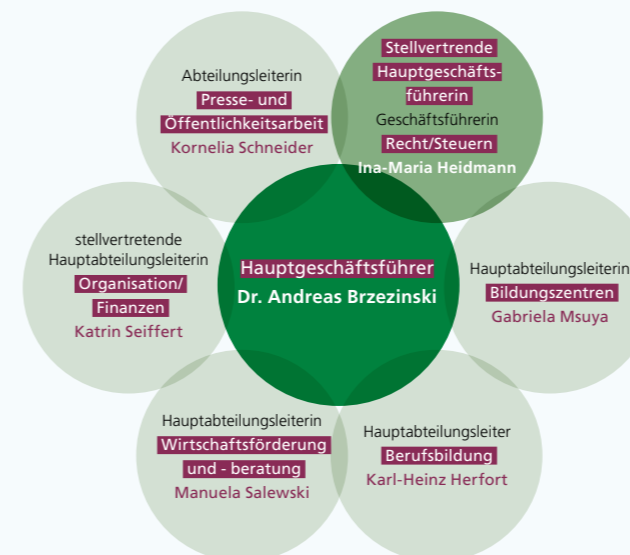 Abteilungsleiterin
Presse- und
Öffentlichkeitsarbeit
Kornelia Schneider
Stellvertrende
Hauptgeschäfts-
führerin
Geschäftsführerin
Recht/Steuern
Ina-Maria Heidmann
stellvertretende
Hauptabteilungsleiterin
Organisation/
Finanzen
Katrin Seiffert
Hauptgeschäftsführer
Dr. Andreas Brzezinski
Hauptabteilungsleiterin
Bildungszentren
Gabriela Msuya
Hauptabteilungsleiterin
Wirtschaftsförderung
und - beratung
Manuela Salewski
Hauptabteilungsleiter
Berufsbildung
Karl-Heinz Herfort